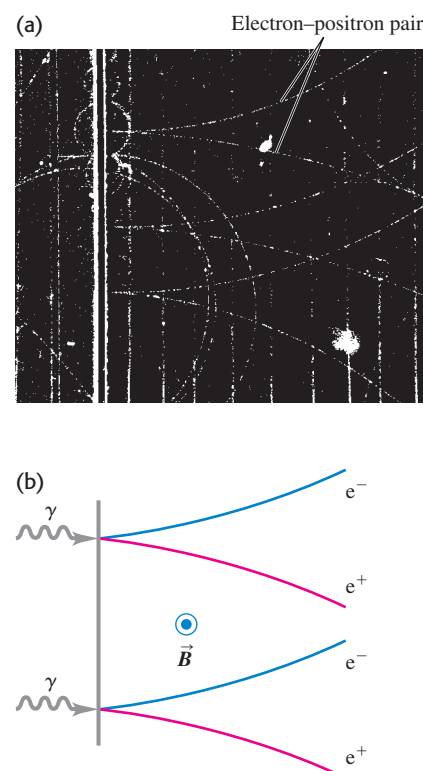 (a)
Electron–positron pair
(b)
γ
e⁻
e⁺
B⃗
e⁻
γ
e⁺